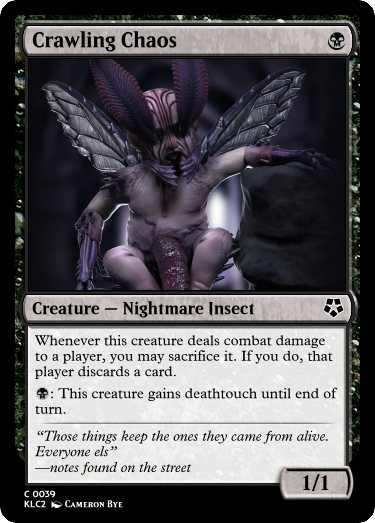 Crawling Chaos
Creature — Nightmare Insect
Whenever this creature deals combat damage
to a player, you may sacrifice it. If you do, that
player discards a card.
: This creature gains deathtouch until end of
turn.
“Those things keep the ones they came from alive.
Everyone els”
—notes found on the street
1/1
C 0039
KLC2 Cameron Bye